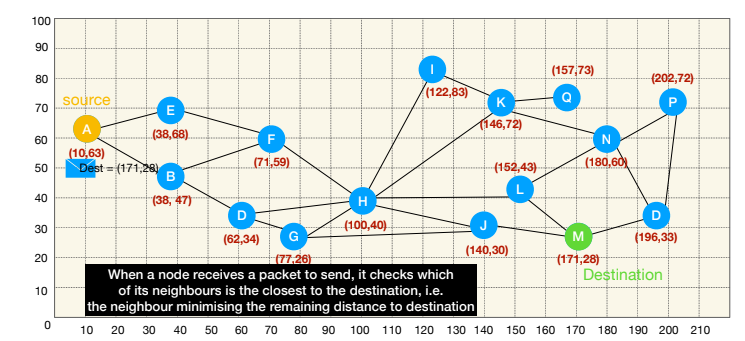 100
90
80
70
60
50
40
30
20
10
0
10 20 30 40 50 60 70 80 90 100 110 120 130 140 150 160 170 180 190 200 210
source
A
(10,63)
Dest = (171,28)
E
(38,68)
B
(38, 47)
F
(71,59)
D
(62,34)
G
(77,26)
H
(100,40)
I
(122,83)
K
(146,72)
Q
(157,73)
J
(140,30)
L
(152,43)
N
(180,60)
P
(202,72)
D
(196,33)
M
(171,28)
Destination
When a node receives a packet to send, it checks which
of its neighbours is the closest to the destination, i.e.
the neighbour minimising the remaining distance to destination